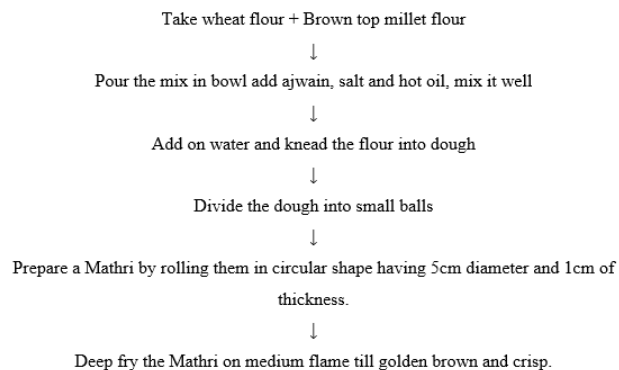 Take wheat flour + Brown top millet flour
↓
Pour the mix in bowl add ajwain, salt and hot oil, mix it well
↓
Add on water and knead the flour into dough
↓
Divide the dough into small balls
↓
Prepare a Mathri by rolling them in circular shape having 5cm diameter and 1cm of
thickness.
↓
Deep fry the Mathri on medium flame till golden brown and crisp.